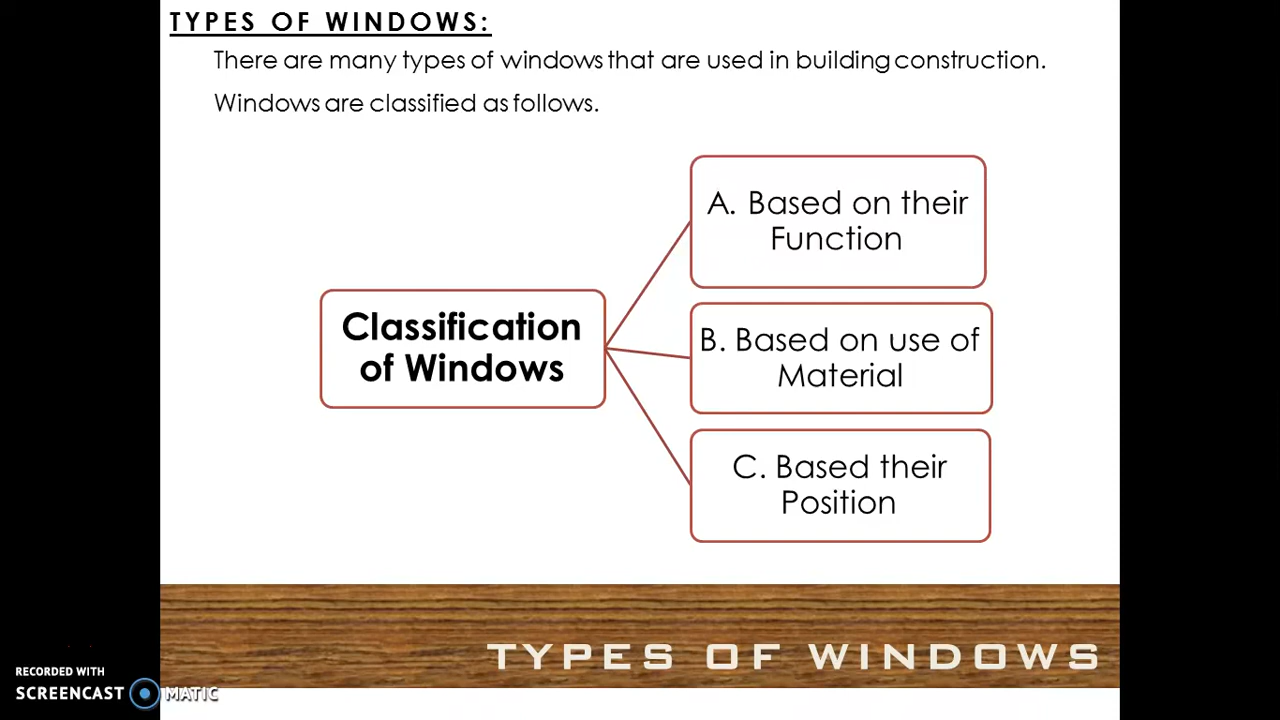 TYPES OF WINDOWS:
There are many types of windows that are used in building construction.
Windows are classified as follows.
A. Based on their
Function
Classification
of Windows
B. Based on use of
Material
C. Based their
Position
TYPES OF WINDOWS
RECORDED WITH
SCREENCAST MATIC